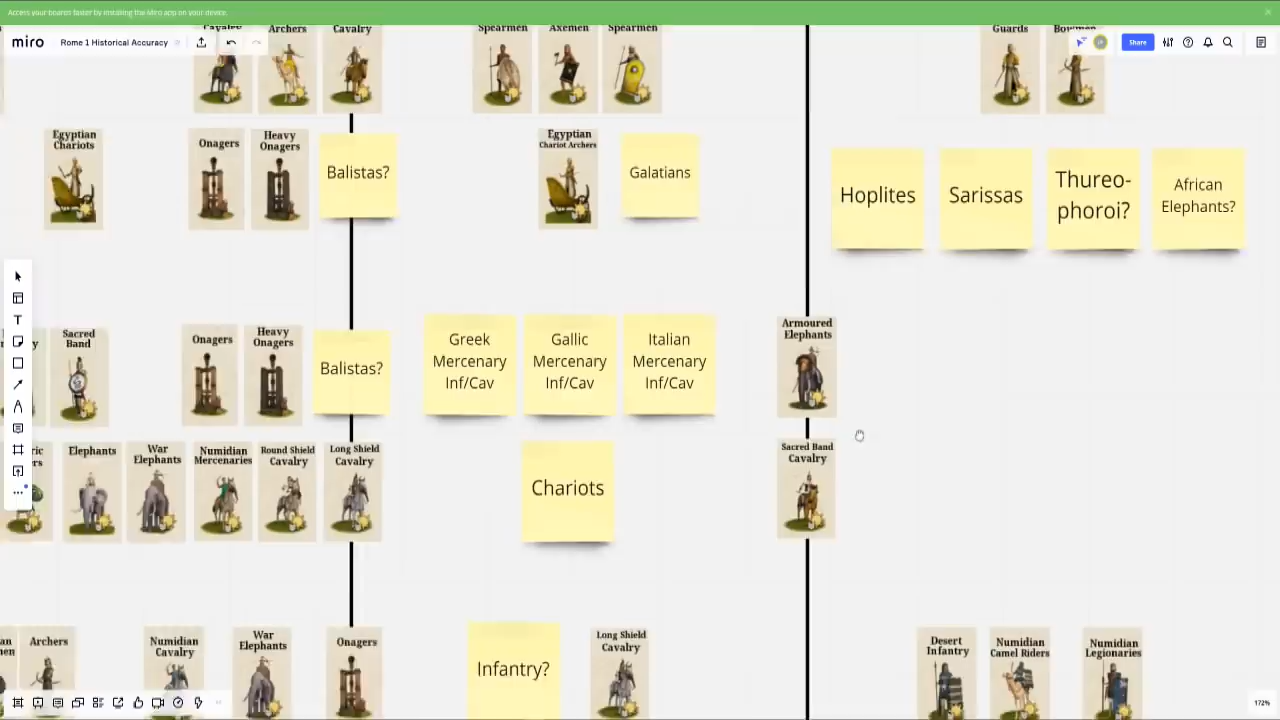 Access your boards faster by installing the Miro app on your device.
miro
Rome 1 Historical Accuracy
Share
Cavalry
Archers
Cavalry
Spearmen
Axemen
Spearmen
Guards
Bowmen
Egyptian
Chariots
Onagers
Heavy
Onagers
Balistas?
Egyptian
Chariot Archers
Galatians
Hoplites
Sarissas
Thureo-
phoroi?
African
Elephants?
Sacred
Band
Onagers
Heavy
Onagers
Balistas?
Greek
Mercenary
Inf/Cav
Gallic
Mercenary
Inf/Cav
Italian
Mercenary
Inf/Cav
Armoured
Elephants
Elephants
War
Elephants
Numidian
Mercenaries
Round Shield
Cavalry
Long Shield
Cavalry
Chariots
Sacred Band
Cavalry
Archers
Numidian
Cavalry
War
Elephants
Onagers
Infantry?
Long Shield
Cavalry
Desert
Infantry
Numidian
Camel Riders
Numidian
Legionaries
172%